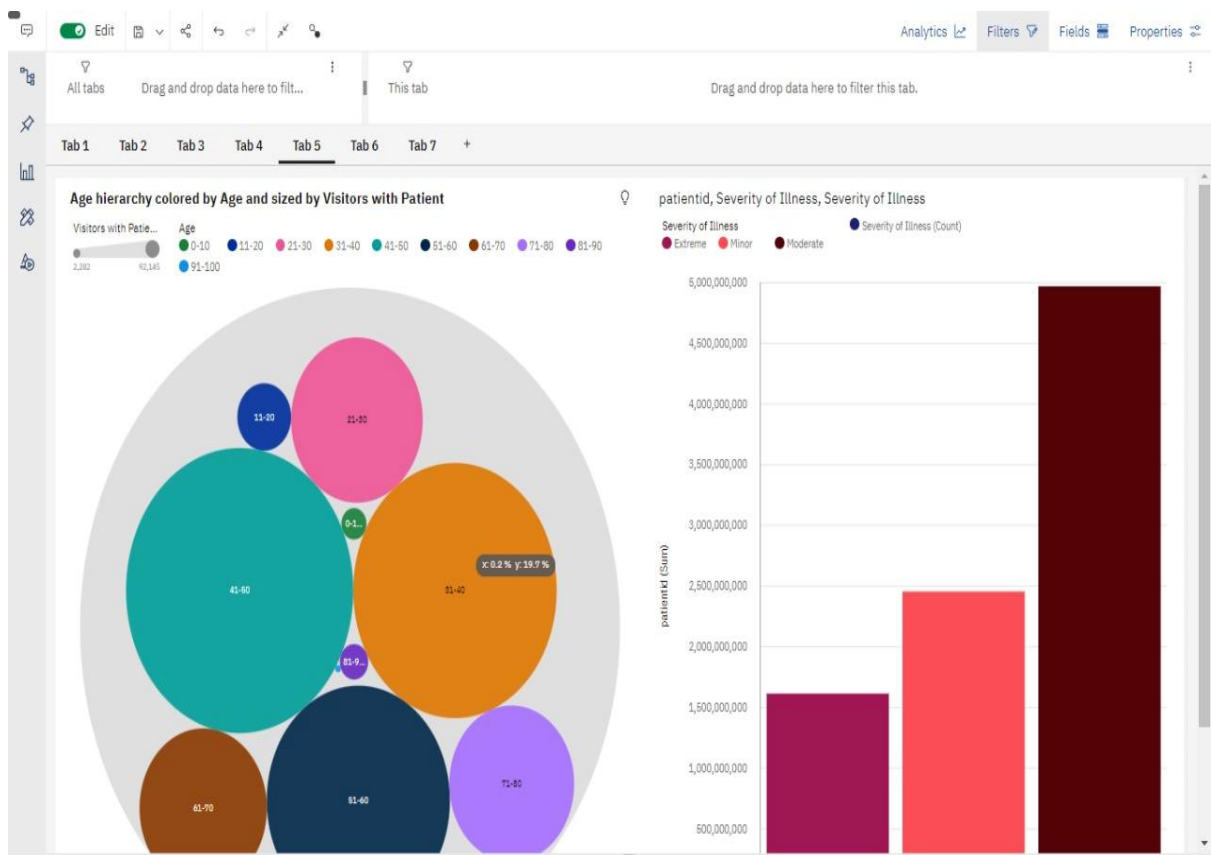 Edit
Analytics
Filters
Fields
Properties
All tabs
Drag and drop data here to filt...
This tab
Drag and drop data here to filter this tab.
Tab 1
Tab 2
Tab 3
Tab 4
Tab 5
Tab 6
Tab 7
+
Age hierarchy colored by Age and sized by Visitors with Patient
Visitors with Patie...
2,282
92,145
Age
0-10
11-20
21-30
31-40
41-50
51-60
61-70
71-80
81-90
91-100
11-20
21-30
0-1...
x: 0.2 % y: 19.7 %
31-40
81-9...
61-70
51-60
71-80
patientid, Severity of Illness, Severity of Illness
Severity of Illness
Extreme
Minor
Moderate
Severity of Illness (Count)
patientid (Sum)
5,000,000,000
4,500,000,000
4,000,000,000
3,500,000,000
3,000,000,000
2,500,000,000
2,000,000,000
1,500,000,000
1,000,000,000
500,000,000